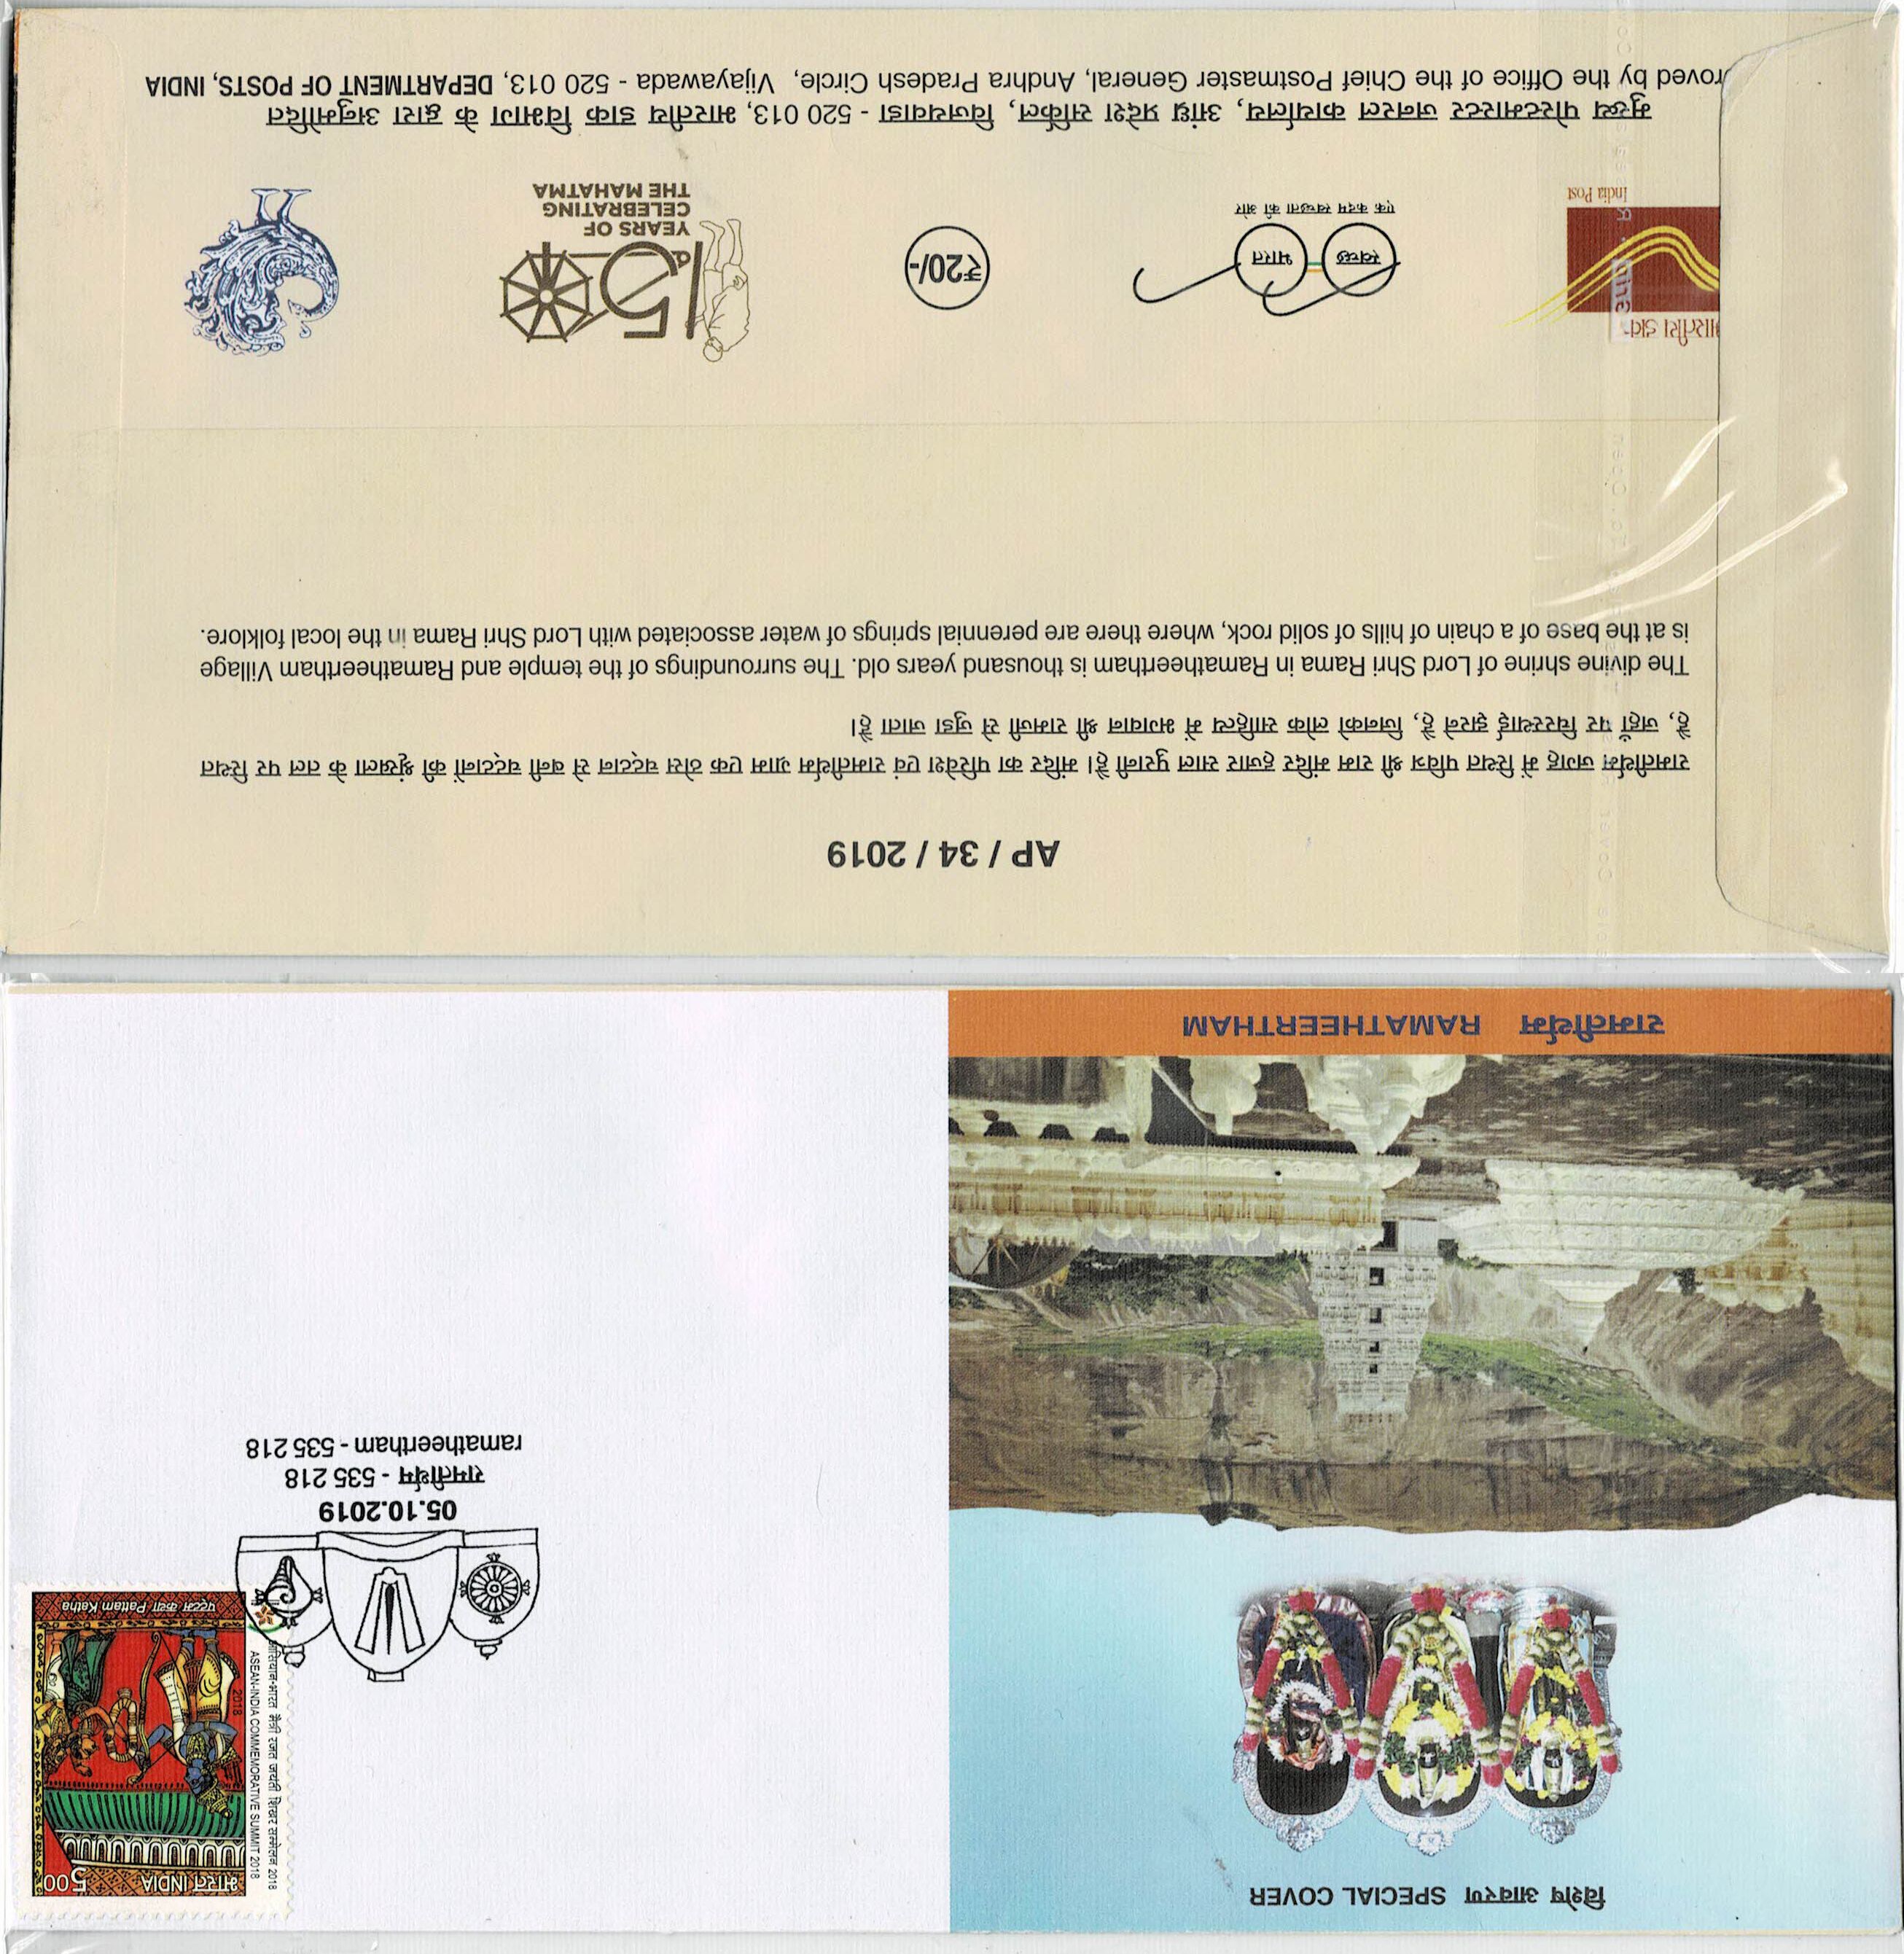 विशेष आवरण SPECIAL COVER
भारत INDIA 5.00
आसियान-भारत मैत्री रजत जयंती शिखर सम्मेलन 2018
ASEAN-INDIA COMMEMORATIVE SUMMIT 2018
2018
पट्टम कथा Pattam Katha
05.10.2019
रामतीर्थम - 535 218
ramatheertham - 535 218
रामतीर्थम RAMATHEERTHAM
AP / 34 / 2019
रामतीर्थम जगह में स्थित पवित्र श्री राम मंदिर हजार साल पुरानी है। मंदिर का परिवेश एवं रामतीर्थम ग्राम एक ठोस चट्टान से बनी चट्टानों की श्रृंखला के तल पर स्थित
है, जहाँ पर चिरस्थाई झरने है, जिनको लोक साहित्य में भगवान श्री रामजी से जुडा जाता है।
The divine shrine of Lord Shri Rama in Ramatheertham is thousand years old. The surroundings of the temple and Ramatheertham Village
is at the base of a chain of hills of solid rock, where there are perennial springs of water associated with Lord Shri Rama in the local folklore.
भारतीय डाक
India Post
स्वच्छ भारत
एक कदम स्वच्छता की ओर
₹20/-
150
YEARS OF
CELEBRATING
THE MAHATMA
मुख्य पोस्टमास्टर जनरल कार्यालय, आंध्र प्रदेश सर्किल, विजयवाडा - 520 013, भारतीय डाक विभाग के द्वारा अनुमोदित
roved by the Office of the Chief Postmaster General, Andhra Pradesh Circle, Vijayawada - 520 013, DEPARTMENT OF POSTS, INDIA